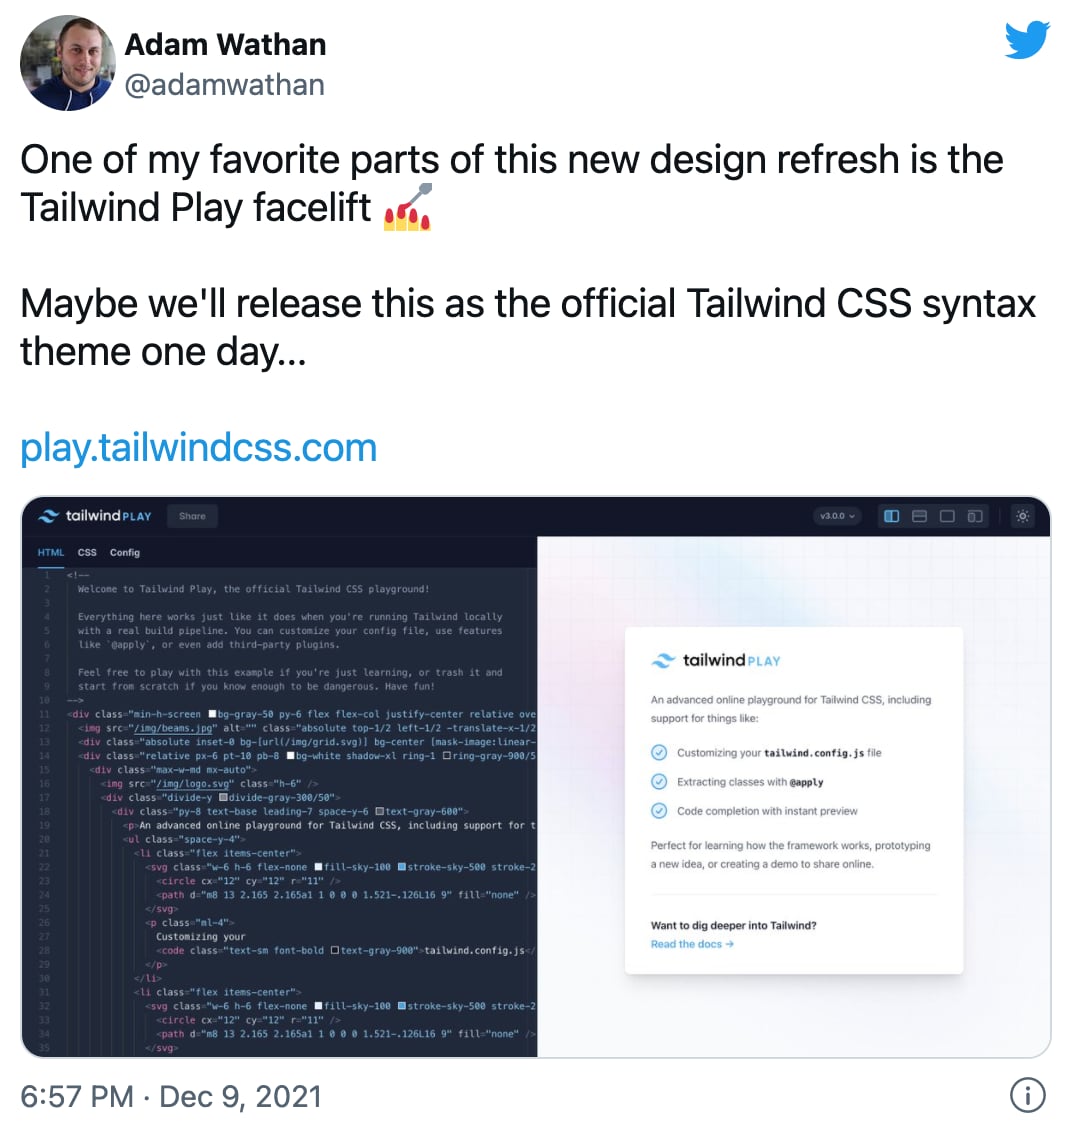 Adam Wathan
@adamwathan
One of my favorite parts of this new design refresh is the
Tailwind Play facelift 💅
Maybe we'll release this as the official Tailwind CSS syntax
theme one day...
play.tailwindcss.com
tailwind PLAY
Share
v3.0.0
HTML CSS Config
1 <!--
2 Welcome to Tailwind Play, the official Tailwind CSS playground!
3
4 Everything here works just like it does when you're running Tailwind locally
5 with a real build pipeline. You can customize your config file, use features
6 like `@apply`, or even add third-party plugins.
7
8 Feel free to play with this example if you're just learning, or trash it and
9 start from scratch if you know enough to be dangerous. Have fun!
10 -->
11 <div class="min-h-screen bg-gray-50 py-6 flex flex-col justify-center relative ove
12 <img src="/img/beams.jpg" alt="" class="absolute top-1/2 left-1/2 -translate-x-1/2
13 <div class="absolute inset-0 bg-[url(/img/grid.svg)] bg-center [mask-image:linear-
14 <div class="relative px-6 pt-10 pb-8 bg-white shadow-xl ring-1 ring-gray-900/5
15 <div class="max-w-md mx-auto">
16 <img src="/img/logo.svg" class="h-6" />
17 <div class="divide-y divide-gray-300/50">
18 <div class="py-8 text-base leading-7 space-y-6 text-gray-600">
19 <p>An advanced online playground for Tailwind CSS, including support for t
20 <ul class="space-y-4">
21 <li class="flex items-center">
22 <svg class="w-6 h-6 flex-none fill-sky-100 stroke-sky-500 stroke-2
23 <circle cx="12" cy="12" r="11" />
24 <path d="m8 13 2.165 2.165a1 1 0 0 0 1.521-.126L16 9" fill="none" />
25 </svg>
26 <p class="ml-4">
27 Customizing your
28 <code class="text-sm font-bold text-gray-900">tailwind.config.js</
29 </p>
30 </li>
31 <li class="flex items-center">
32 <svg class="w-6 h-6 flex-none fill-sky-100 stroke-sky-500 stroke-2
33 <circle cx="12" cy="12" r="11" />
34 <path d="m8 13 2.165 2.165a1 1 0 0 0 1.521-.126L16 9" fill="none" />
35 </svg>
tailwind PLAY
An advanced online playground for Tailwind CSS, including
support for things like:
Customizing your tailwind.config.js file
Extracting classes with @apply
Code completion with instant preview
Perfect for learning how the framework works, prototyping
a new idea, or creating a demo to share online.
Want to dig deeper into Tailwind?
Read the docs →
6:57 PM · Dec 9, 2021